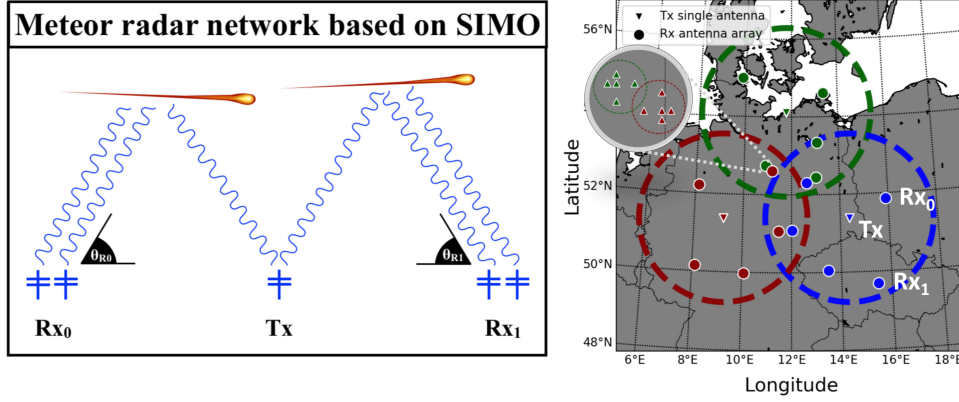 Meteor radar network based on SIMO
θR0
θR1
Rx0
Tx
Rx1
Tx single antenna
Rx antenna array
56°N
52°N
50°N
48°N
Latitude
Rx0
Tx
Rx1
6°E
8°E
10°E
12°E
14°E
16°E
18°E
Longitude